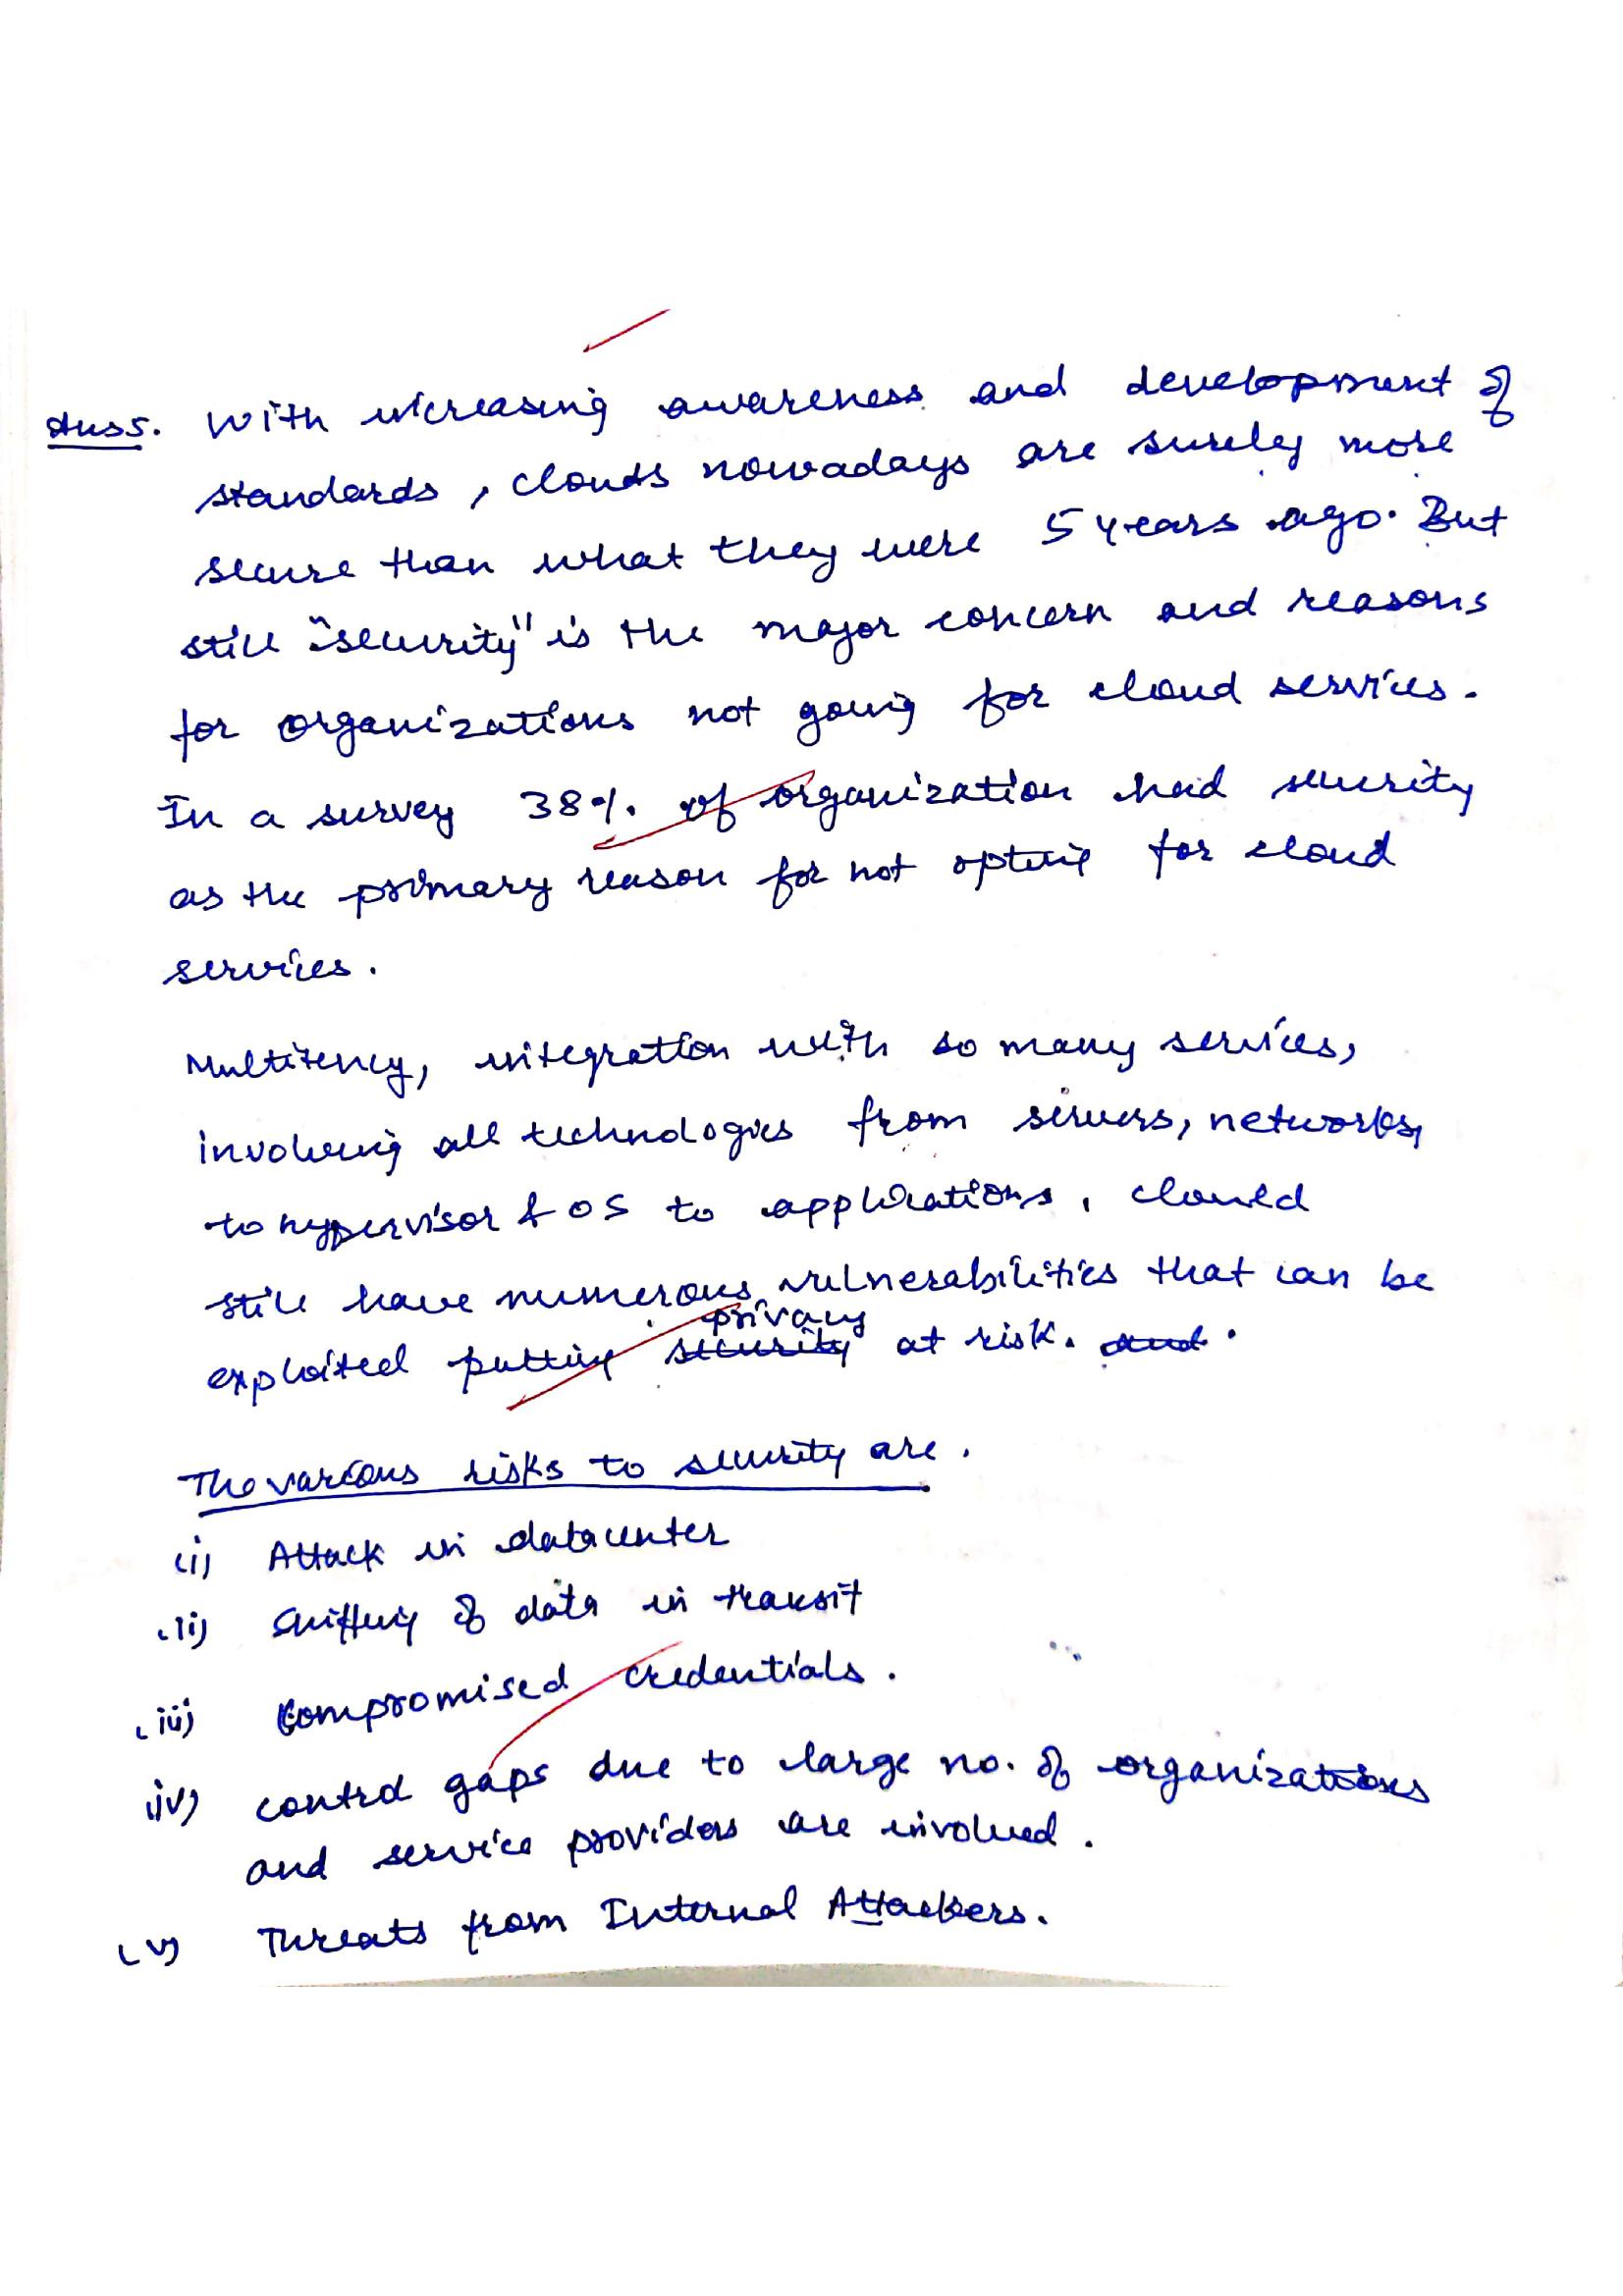 Ans5. With increasing awareness and development of
standards, clouds nowadays are surely more
secure than what they were 5 years ago. But
still "security" is the major concern and reasons
for organizations not going for cloud services.
In a survey 38% of organization had security
as the primary reason for not opting for cloud
services.
Multitency, integration with so many services,
involving all technologies from servers, networks,
to hypervisor & OS to applications, clould
still have numerous vulnerabilities that can be
privacy
exploited putting security at risk. and.
The various risks to security are.
(i) Attack in datacenter
(ii) Sniffing of data in transit
(iii) Compromised credentials.
(iv) control gaps due to large no. of organizations
and service providers are involved.
(v) Threats from Internal Attackers.